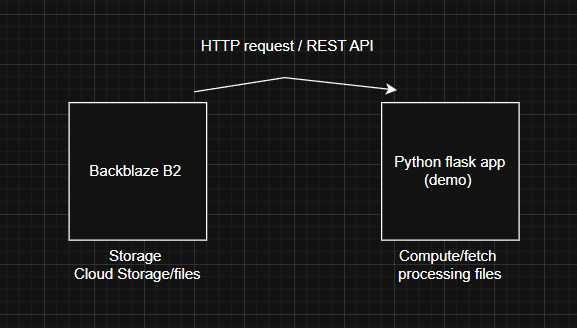 HTTP request / REST API
Backblaze B2
Python flask app
(demo)
Storage
Cloud Storage/files
Compute/fetch
processing files